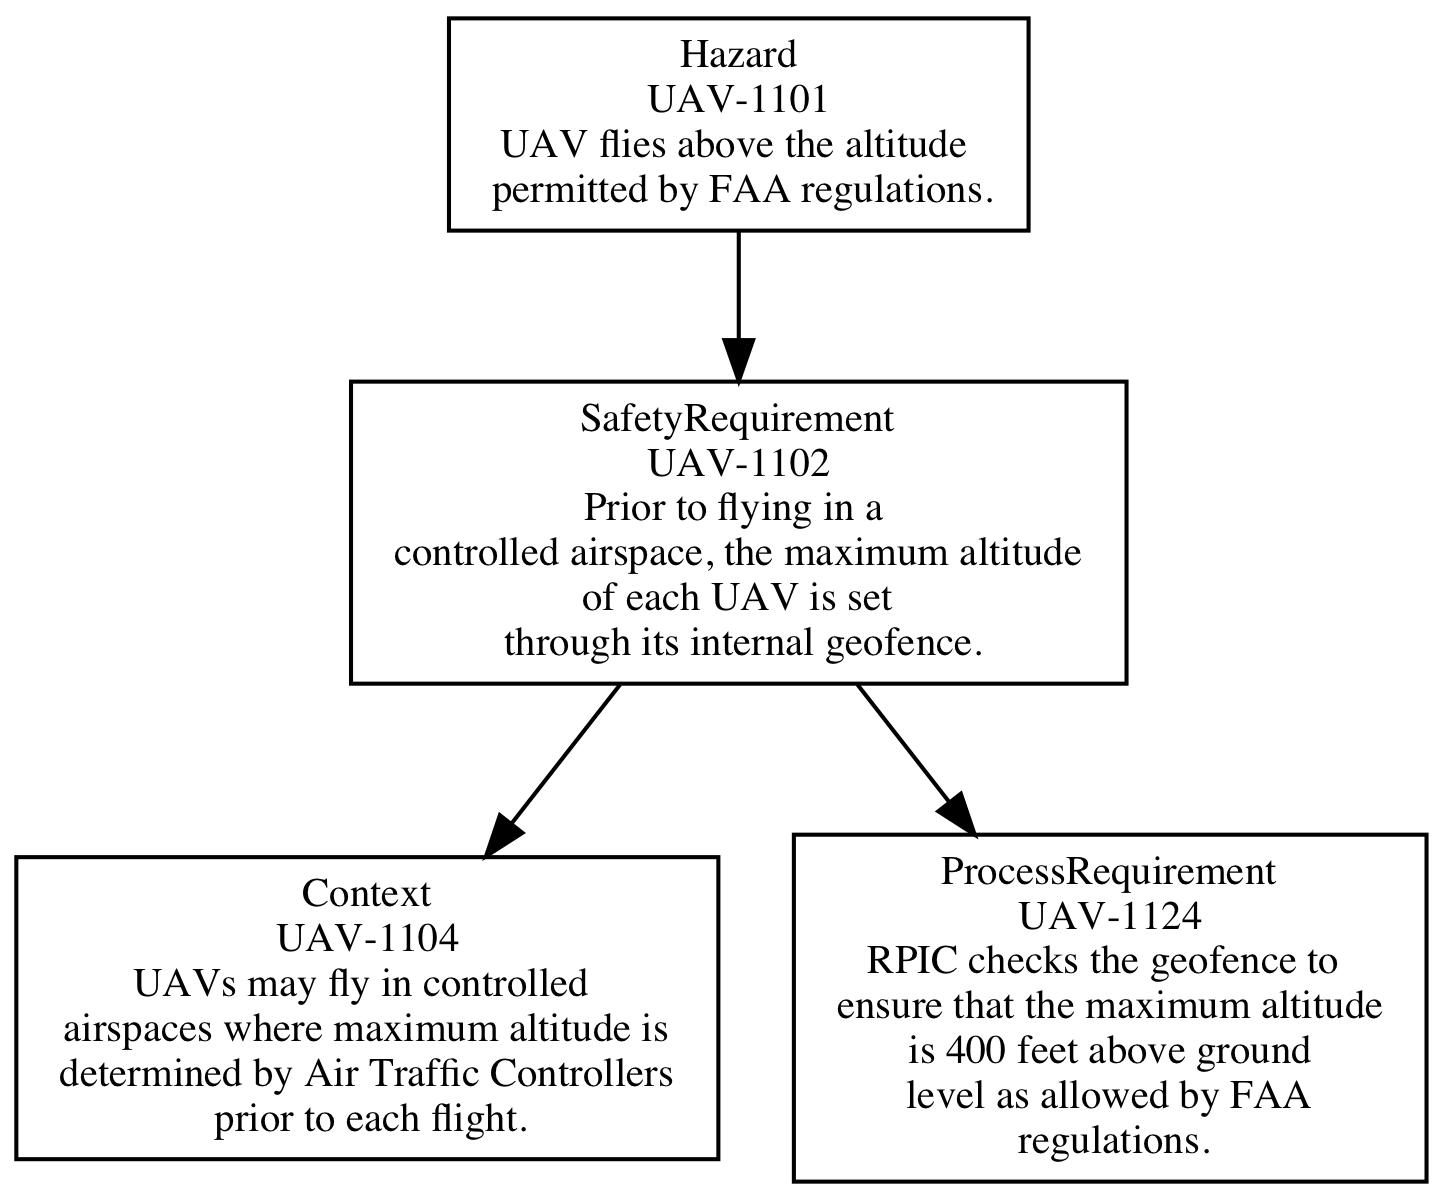 Hazard
UAV-1101
UAV flies above the altitude
permitted by FAA regulations.
SafetyRequirement
UAV-1102
Prior to flying in a
controlled airspace, the maximum altitude
of each UAV is set
through its internal geofence.
Context
UAV-1104
UAVs may fly in controlled
airspaces where maximum altitude is
determined by Air Traffic Controllers
prior to each flight.
ProcessRequirement
UAV-1124
RPIC checks the geofence to
ensure that the maximum altitude
is 400 feet above ground
level as allowed by FAA
regulations.